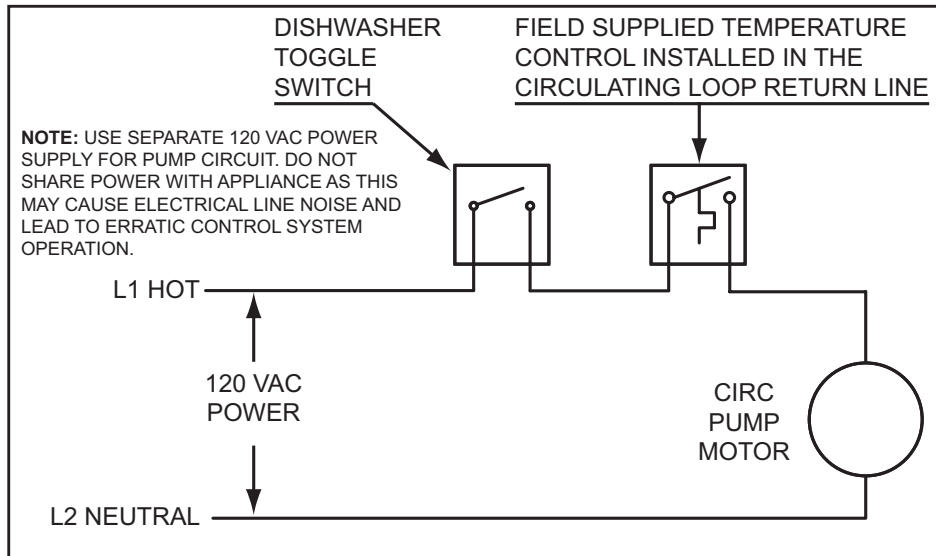 DISHWASHER
TOGGLE
SWITCH
FIELD SUPPLIED TEMPERATURE
CONTROL INSTALLED IN THE
CIRCULATING LOOP RETURN LINE
NOTE: USE SEPARATE 120 VAC POWER
SUPPLY FOR PUMP CIRCUIT. DO NOT
SHARE POWER WITH APPLIANCE AS THIS
MAY CAUSE ELECTRICAL LINE NOISE AND
LEAD TO ERRATIC CONTROL SYSTEM
OPERATION.
L1 HOT
120 VAC
POWER
CIRC
PUMP
MOTOR
L2 NEUTRAL